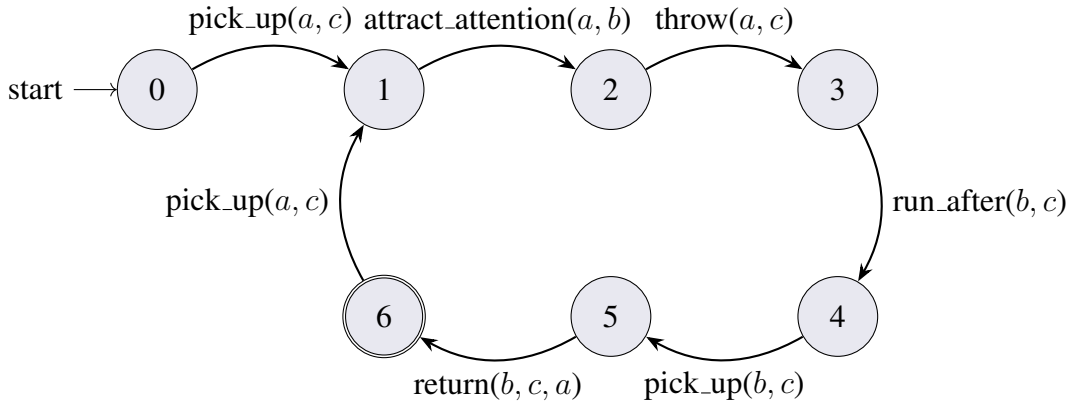 pick_up(a, c) attract_attention(a, b) throw(a, c)
start 0 1 2 3
pick_up(a, c) run_after(b, c)
6 5 4
return(b, c, a) pick_up(b, c)